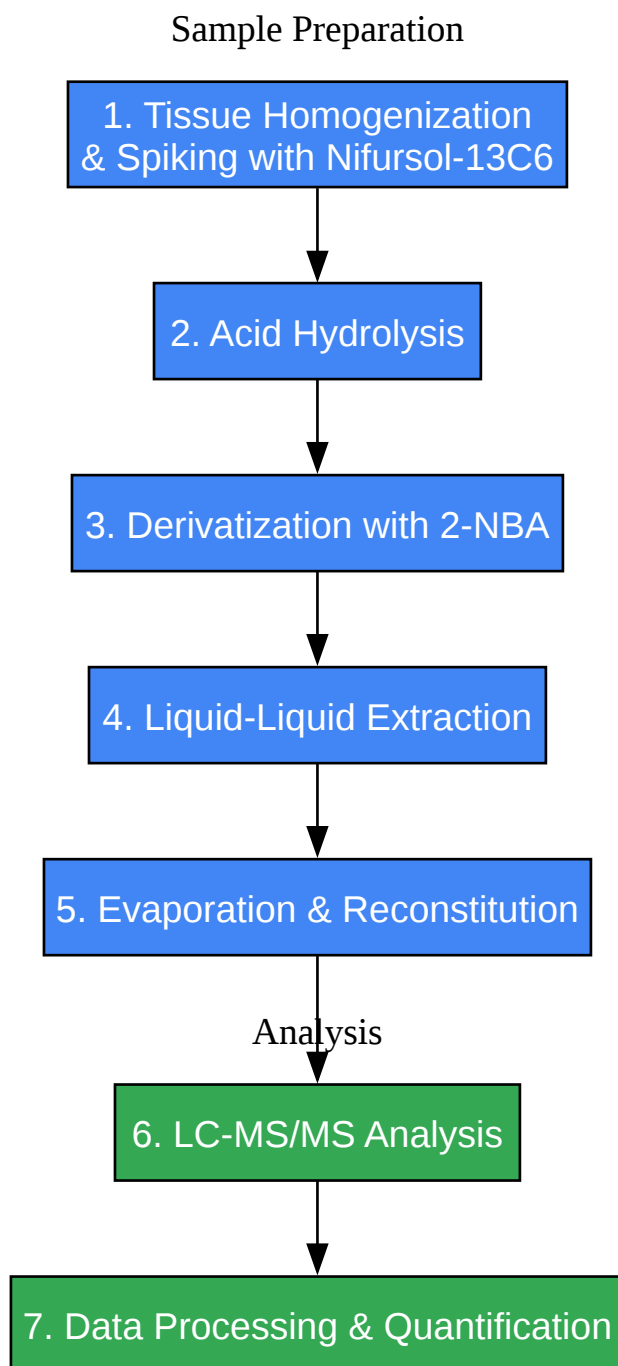 Sample Preparation
1. Tissue Homogenization
& Spiking with Nifursol-13C6
2. Acid Hydrolysis
3. Derivatization with 2-NBA
4. Liquid-Liquid Extraction
5. Evaporation & Reconstitution
Analysis
6. LC-MS/MS Analysis
7. Data Processing & Quantification